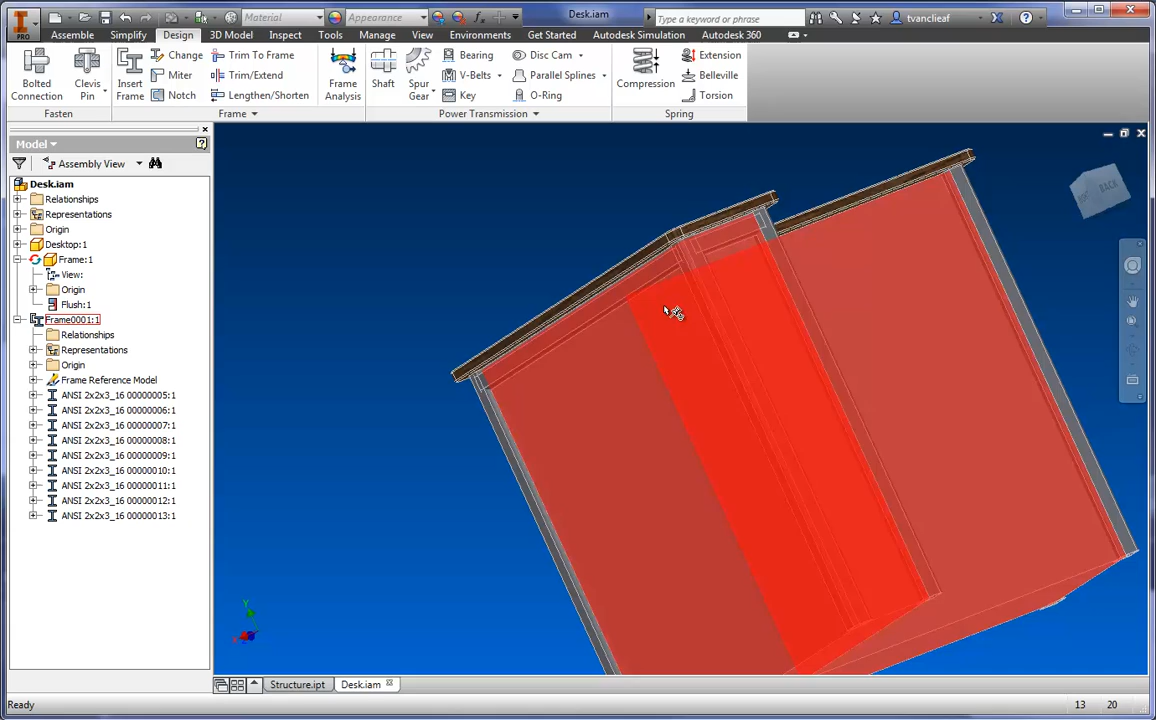 Material
Appearance
Desk.iam
Type a keyword or phrase
tvanclieaf
PRO
Assemble Simplify Design 3D Model Inspect Tools Manage View Environments Get Started Autodesk Simulation Autodesk 360
Bolted Connection
Clevis Pin
Insert Frame
Change
Miter
Notch
Trim To Frame
Trim/Extend
Lengthen/Shorten
Frame Analysis
Shaft
Spur Gear
Bearing
V-Belts
Key
Disc Cam
Parallel Splines
O-Ring
Compression
Extension
Belleville
Torsion
Fasten Frame Power Transmission Spring
Model
Assembly View
Desk.iam
Relationships
Representations
Origin
Desktop:1
Frame:1
View:
Origin
Flush:1
Frame0001:1
Relationships
Representations
Origin
Frame Reference Model
ANSI 2x2x3_16 00000005:1
ANSI 2x2x3_16 00000006:1
ANSI 2x2x3_16 00000007:1
ANSI 2x2x3_16 00000008:1
ANSI 2x2x3_16 00000009:1
ANSI 2x2x3_16 00000010:1
ANSI 2x2x3_16 00000011:1
ANSI 2x2x3_16 00000012:1
ANSI 2x2x3_16 00000013:1
BACK
Y
Structure.ipt Desk.iam
Ready 13 20